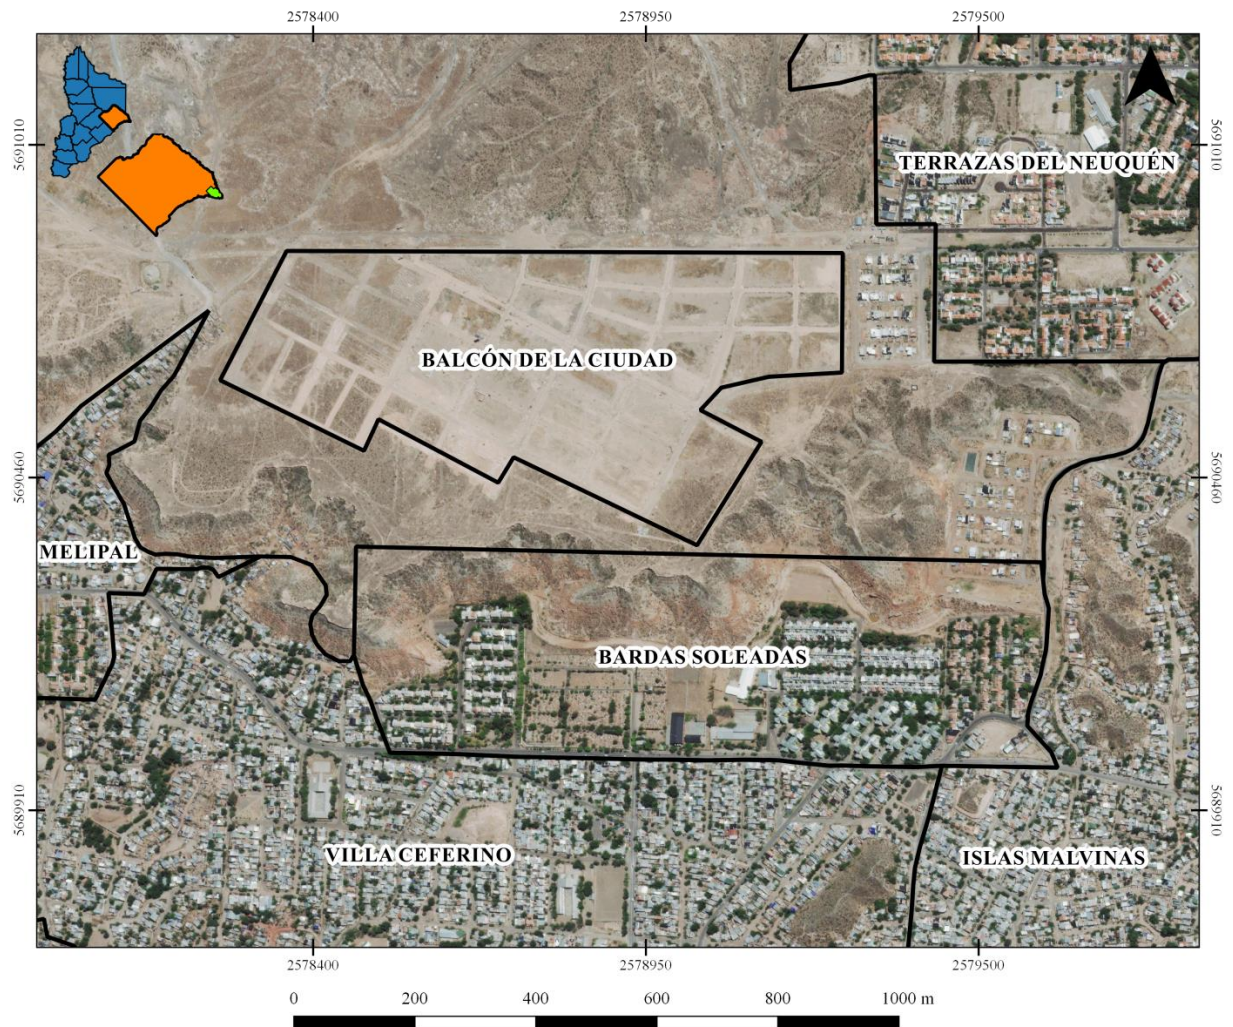 2578400 2578950 2579500
5691010 5691010
TERRAZAS DEL NEUQUÉN
BALCÓN DE LA CIUDAD
5690460 5690460
MELIPAL
BARDAS SOLEADAS
5689910 5689910
VILLA CEFERINO
ISLAS MALVINAS
2578400 2578950 2579500
0 200 400 600 800 1000 m